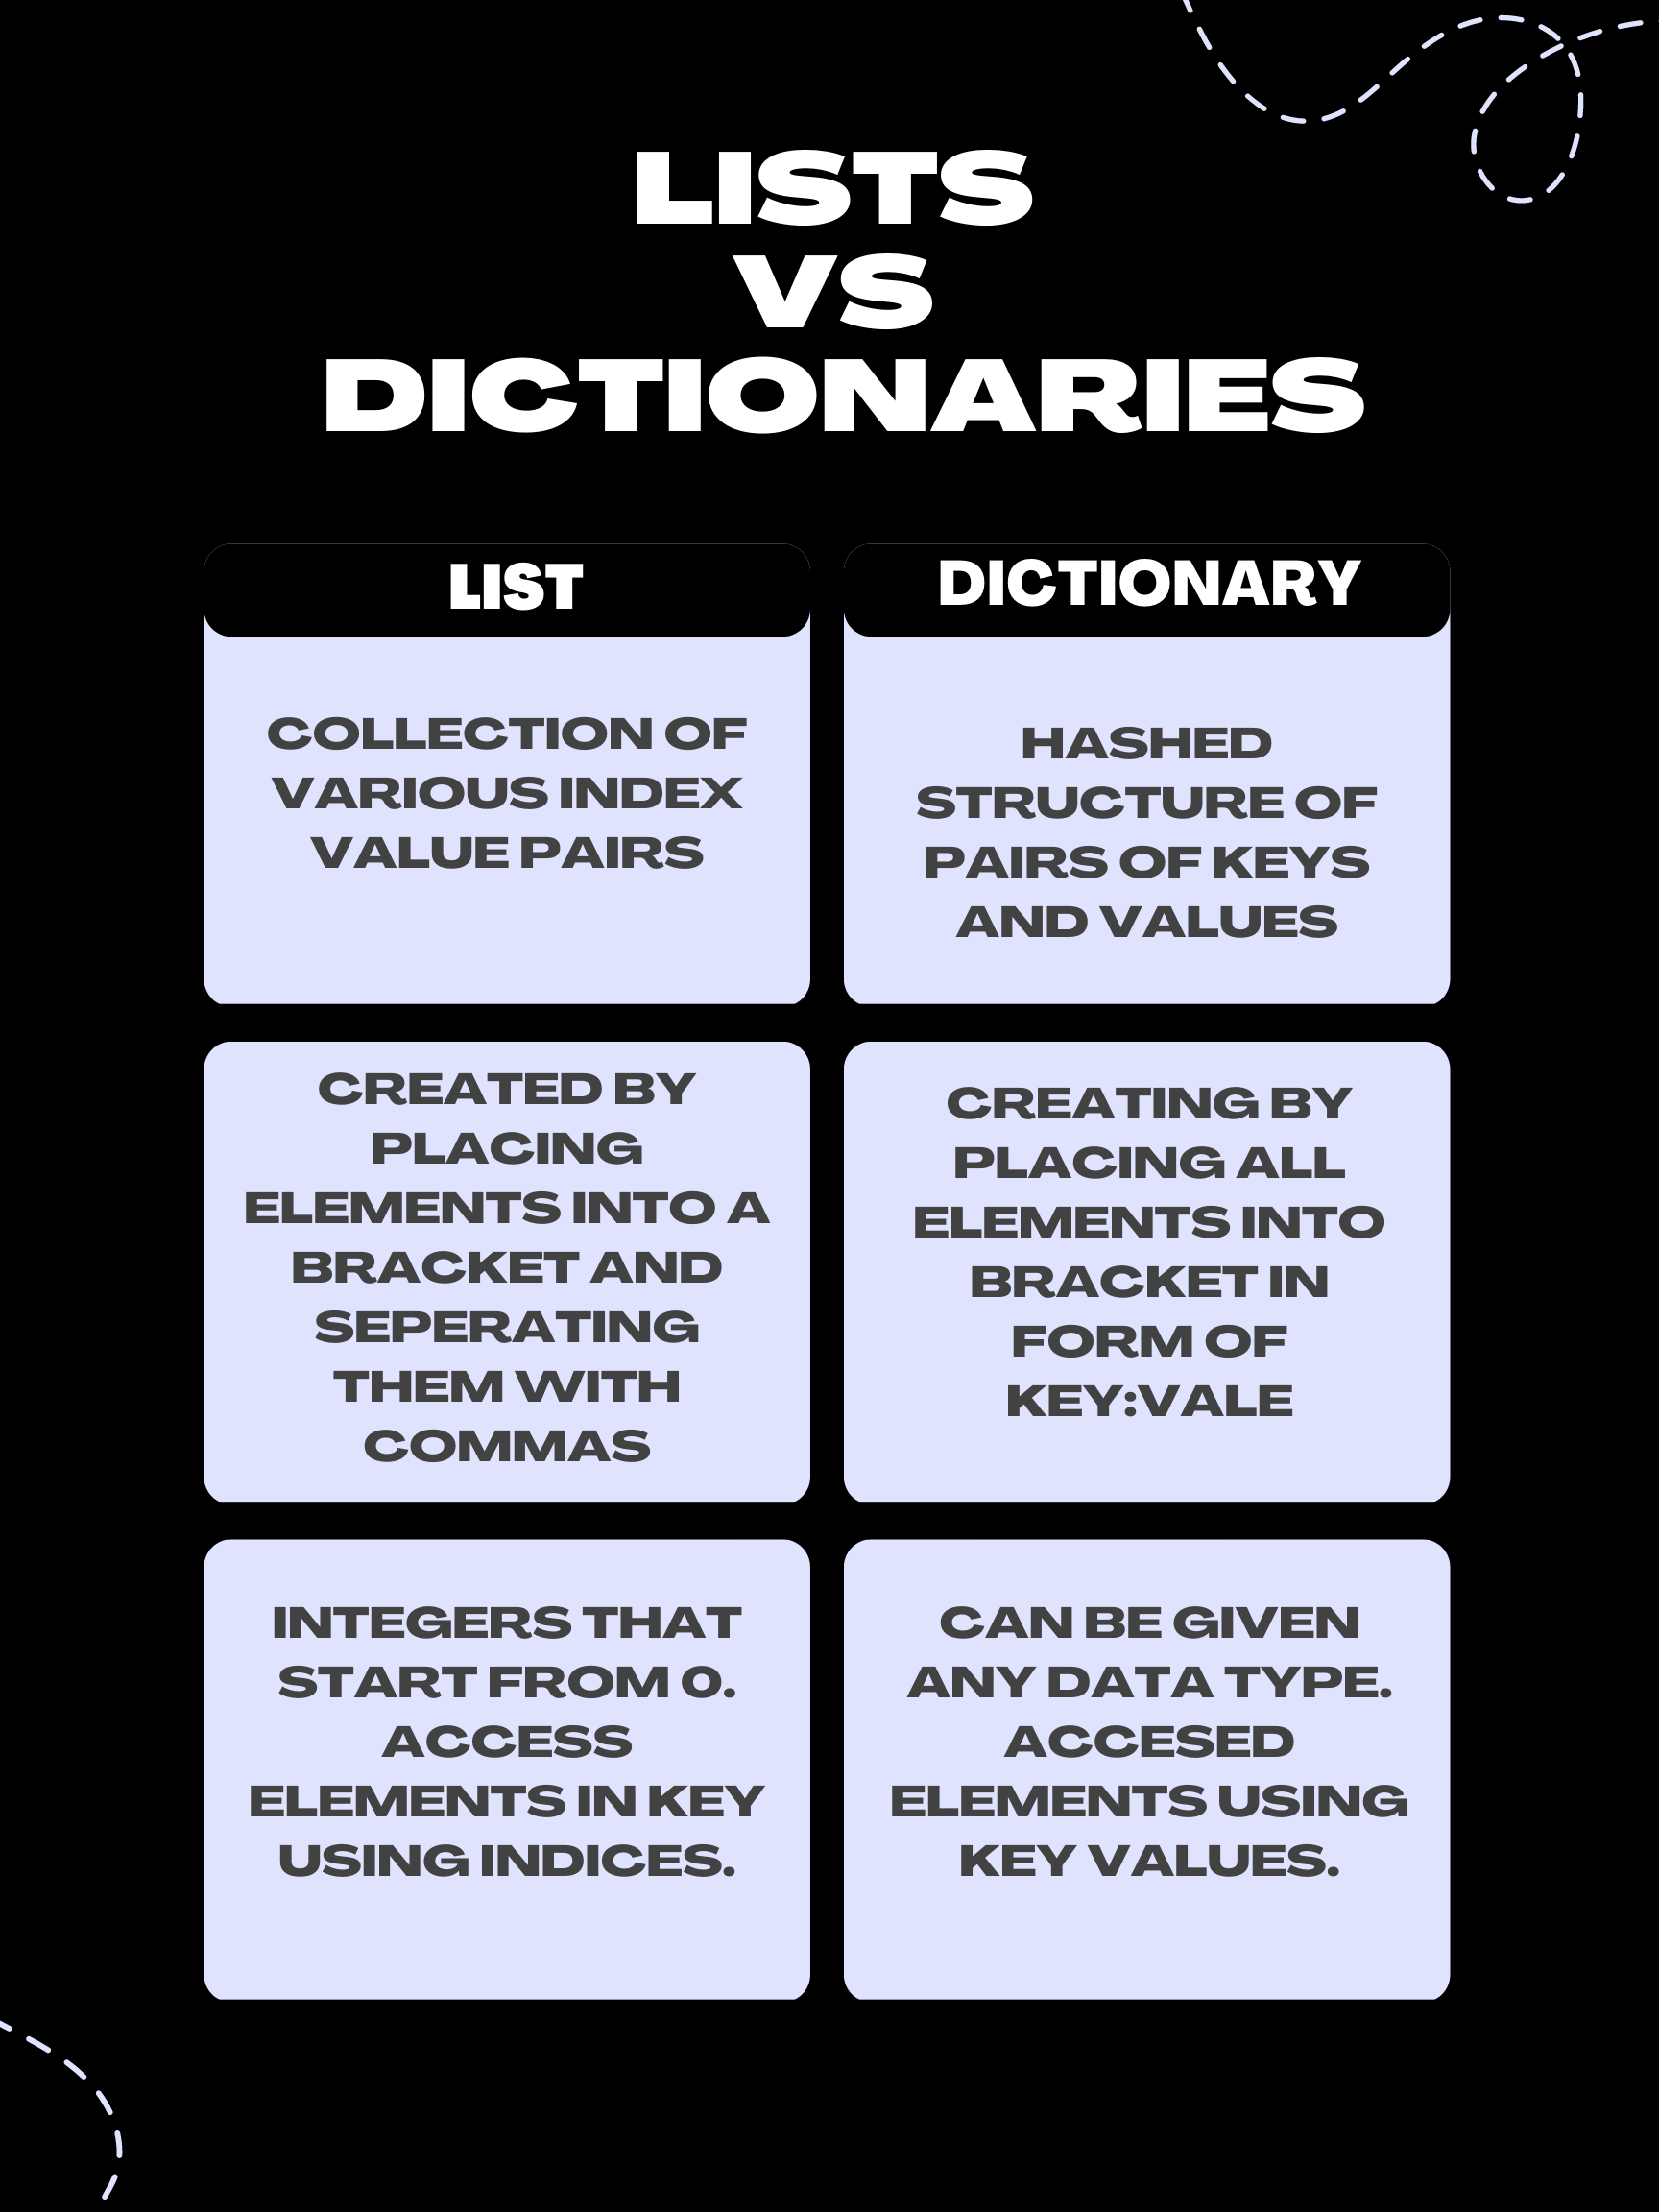 LISTS
VS
DICTIONARIES
LIST
COLLECTION OF
VARIOUS INDEX
VALUE PAIRS
DICTIONARY
HASHED
STRUCTURE OF
PAIRS OF KEYS
AND VALUES
CREATED BY
PLACING
ELEMENTS INTO A
BRACKET AND
SEPERATING
THEM WITH
COMMAS
CREATING BY
PLACING ALL
ELEMENTS INTO
BRACKET IN
FORM OF
KEY:VALE
INTEGERS THAT
START FROM 0.
ACCESS
ELEMENTS IN KEY
USING INDICES.
CAN BE GIVEN
ANY DATA TYPE.
ACCESED
ELEMENTS USING
KEY VALUES.